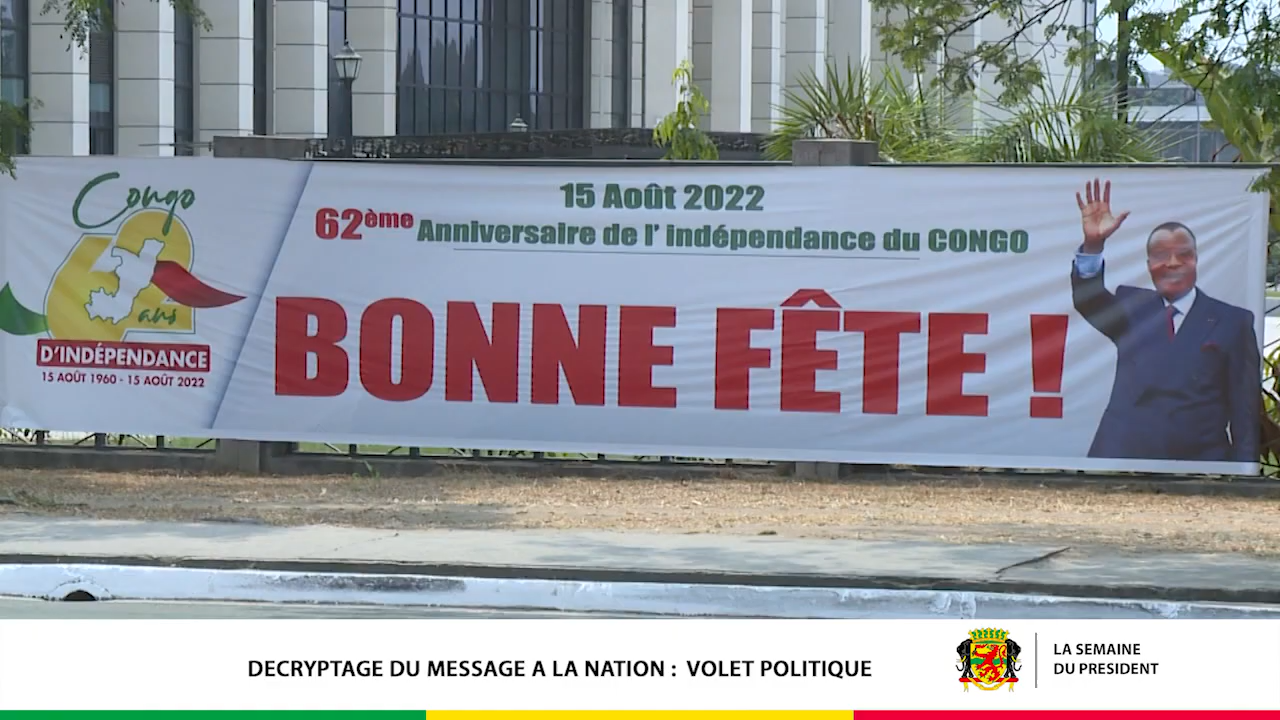 Congo
62 ans
D'INDÉPENDANCE
15 AOÛT 1960 - 15 AOÛT 2022
15 Août 2022
62ème Anniversaire de l' indépendance du CONGO
BONNE FÊTE !
DECRYPTAGE DU MESSAGE A LA NATION : VOLET POLITIQUE
LA SEMAINE
DU PRESIDENT